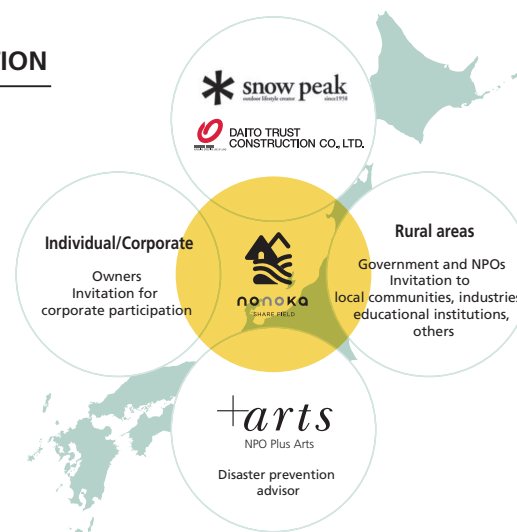 TION
snow peak
outdoor lifestyle creator since1958
DAITO TRUST
CONSTRUCTION CO., LTD.
Individual/Corporate
Owners
Invitation for
corporate participation
nonoka
SHARE FIELD
Rural areas
Government and NPOs
Invitation to
local communities, industries
educational institutions,
others
+arts
NPO Plus Arts
Disaster prevention
advisor